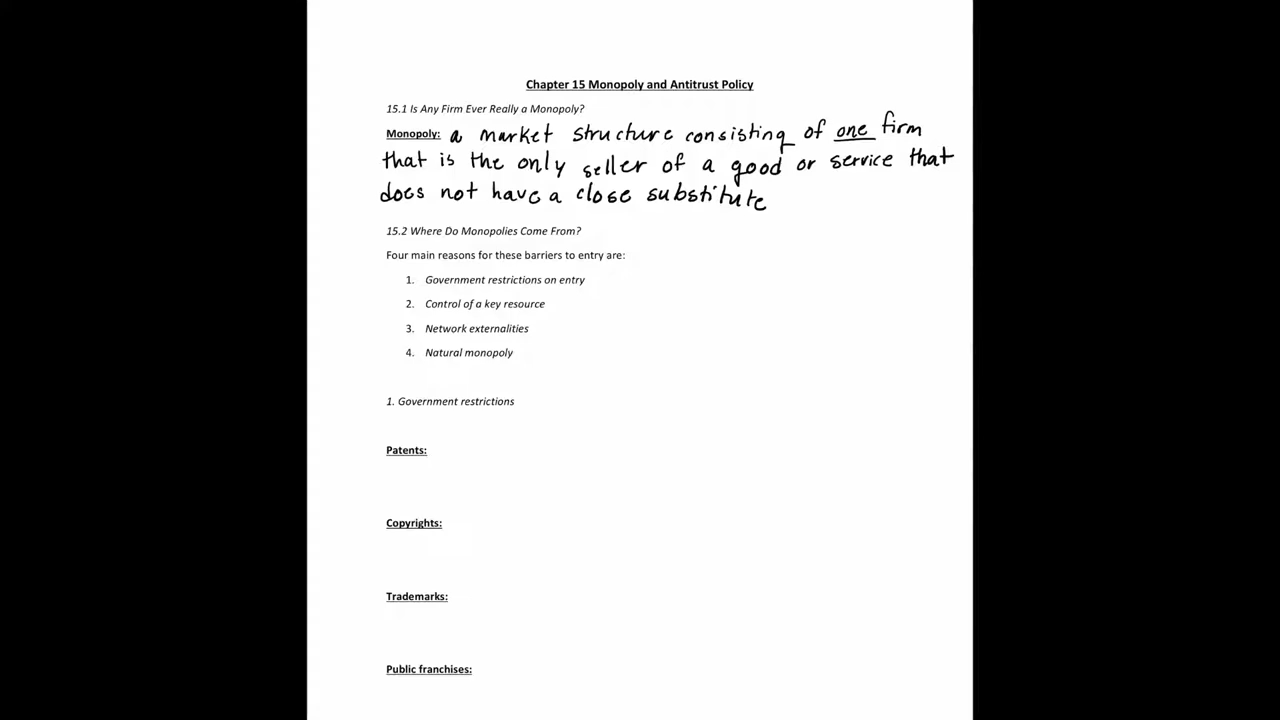 Chapter 15 Monopoly and Antitrust Policy
15.1 Is Any Firm Ever Really a Monopoly?
Monopoly: a market structure consisting of one firm
that is the only seller of a good or service that
does not have a close substitute
15.2 Where Do Monopolies Come From?
Four main reasons for these barriers to entry are:
1. Government restrictions on entry
2. Control of a key resource
3. Network externalities
4. Natural monopoly
1. Government restrictions
Patents:
Copyrights:
Trademarks:
Public franchises: